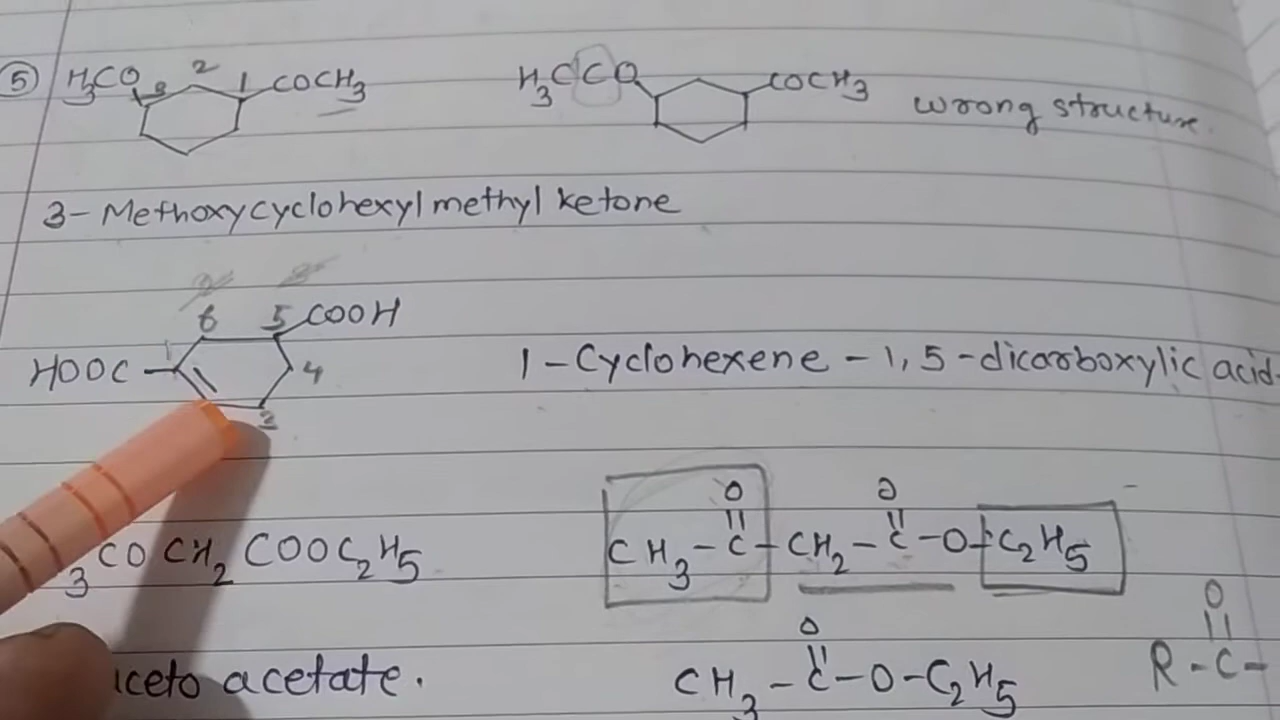 5 H3CO 3 2 1 COCH3 H3CCO COCH3 wrong structure.
3-Methoxycyclohexyl methyl ketone
6 5 COOH
HOOC 1 4 1-Cyclohexene-1,5-dicarboxylic acid
3
O O
CH3-C-CH2-C-O-C2H5
3COCH2COOC2H5
O O
aceto acetate. CH3-C-O-C2H5 R-C-